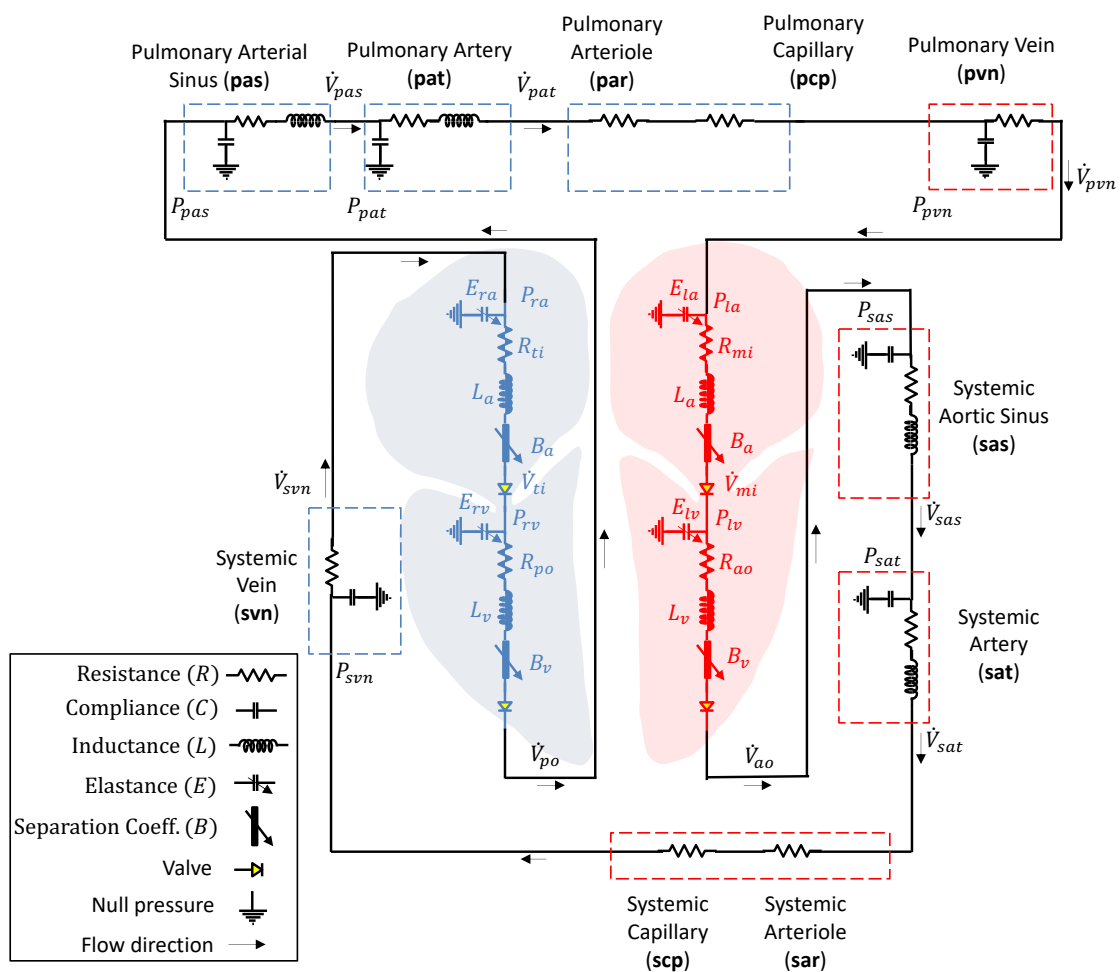 Pulmonary Arterial
Sinus (pas)
Pulmonary Artery
(pat)
Pulmonary
Arteriole
(par)
Pulmonary
Capillary
(pcp)
Pulmonary Vein
(pvn)
V̇pas
V̇pat
V̇pvn
Ppas
Ppat
Ppvn
Era
Pra
Rti
La
Ba
V̇ti
Erv
Prv
Rpo
Lv
Bv
V̇po
Ela
Pla
Rmi
La
Ba
V̇mi
Elv
Plv
Rao
Lv
Bv
V̇ao
Psas
Systemic
Aortic Sinus
(sas)
V̇sas
Psat
Systemic
Artery
(sat)
V̇sat
V̇svn
Systemic
Vein
(svn)
Psvn
Systemic
Capillary
(scp)
Systemic
Arteriole
(sar)
Resistance (R)
Compliance (C)
Inductance (L)
Elastance (E)
Separation Coeff. (B)
Valve
Null pressure
Flow direction